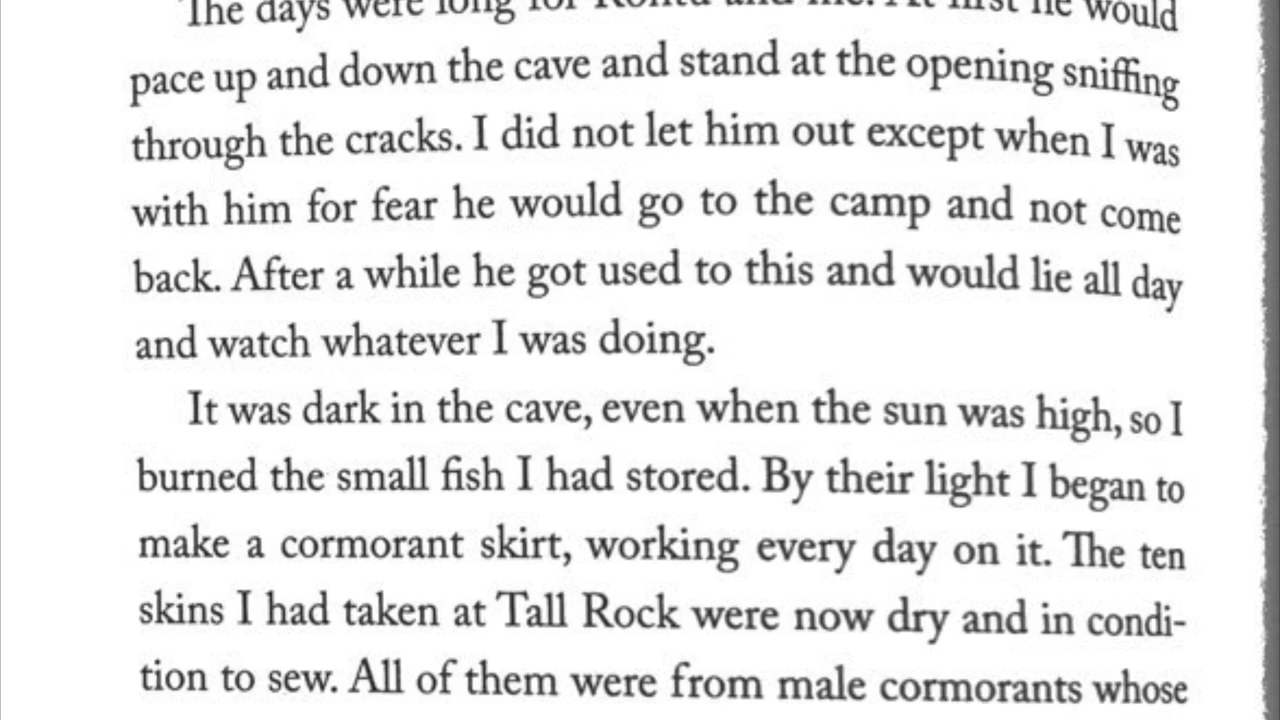 The days were long for Rontu and me. At first he would
pace up and down the cave and stand at the opening sniffing
through the cracks. I did not let him out except when I was
with him for fear he would go to the camp and not come
back. After a while he got used to this and would lie all day
and watch whatever I was doing.
It was dark in the cave, even when the sun was high, so I
burned the small fish I had stored. By their light I began to
make a cormorant skirt, working every day on it. The ten
skins I had taken at Tall Rock were now dry and in condi-
tion to sew. All of them were from male cormorants whose